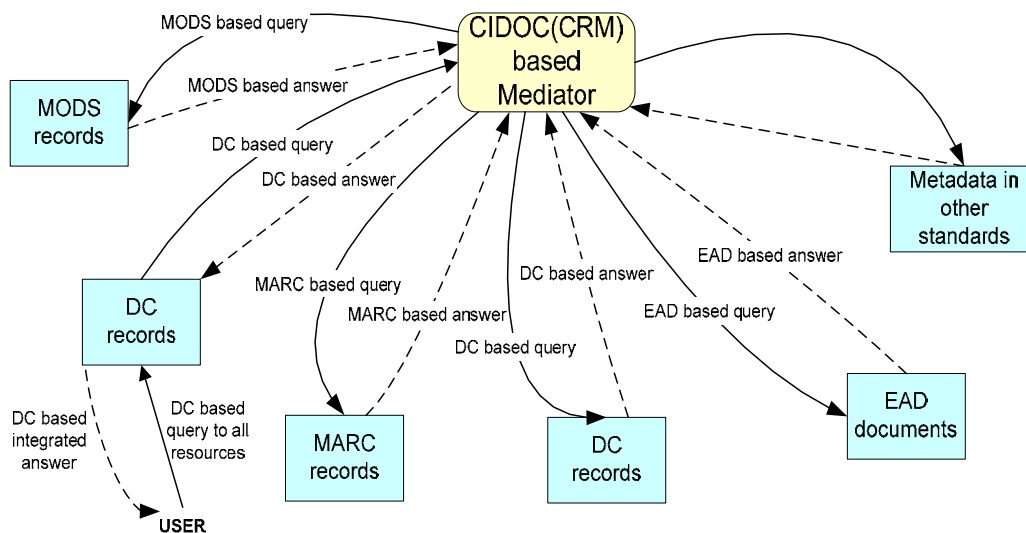 MODS based query
CIDOC(CRM)
based
Mediator
MODS based answer
MODS
records
DC based query
DC based answer
Metadata in
other
standards
EAD based answer
DC based answer
MARC based query
MARC based answer
EAD based query
DC based query
DC
records
DC based
integrated
answer
DC based
query to all
resources
MARC
records
DC
records
EAD
documents
USER